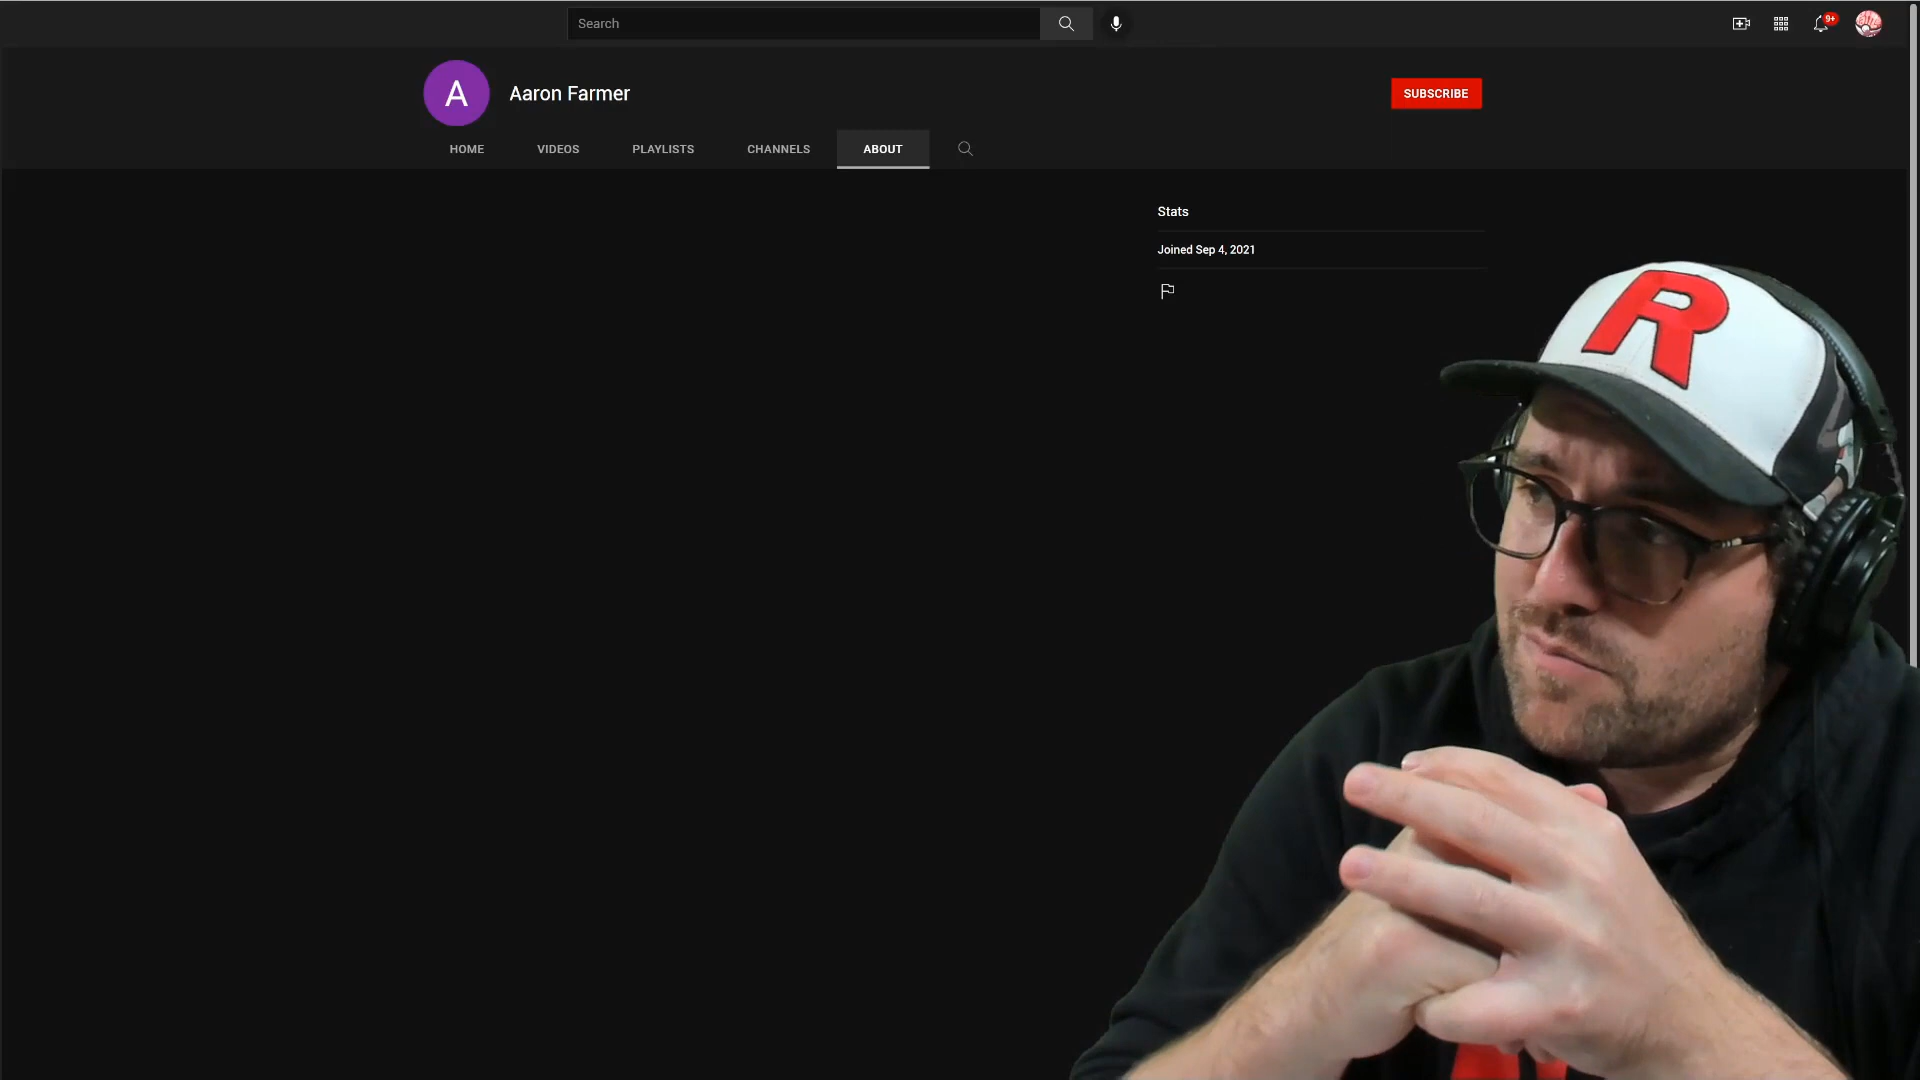 Search
9+
A
Aaron Farmer
SUBSCRIBE
HOME
VIDEOS
PLAYLISTS
CHANNELS
ABOUT
Stats
Joined Sep 4, 2021
R